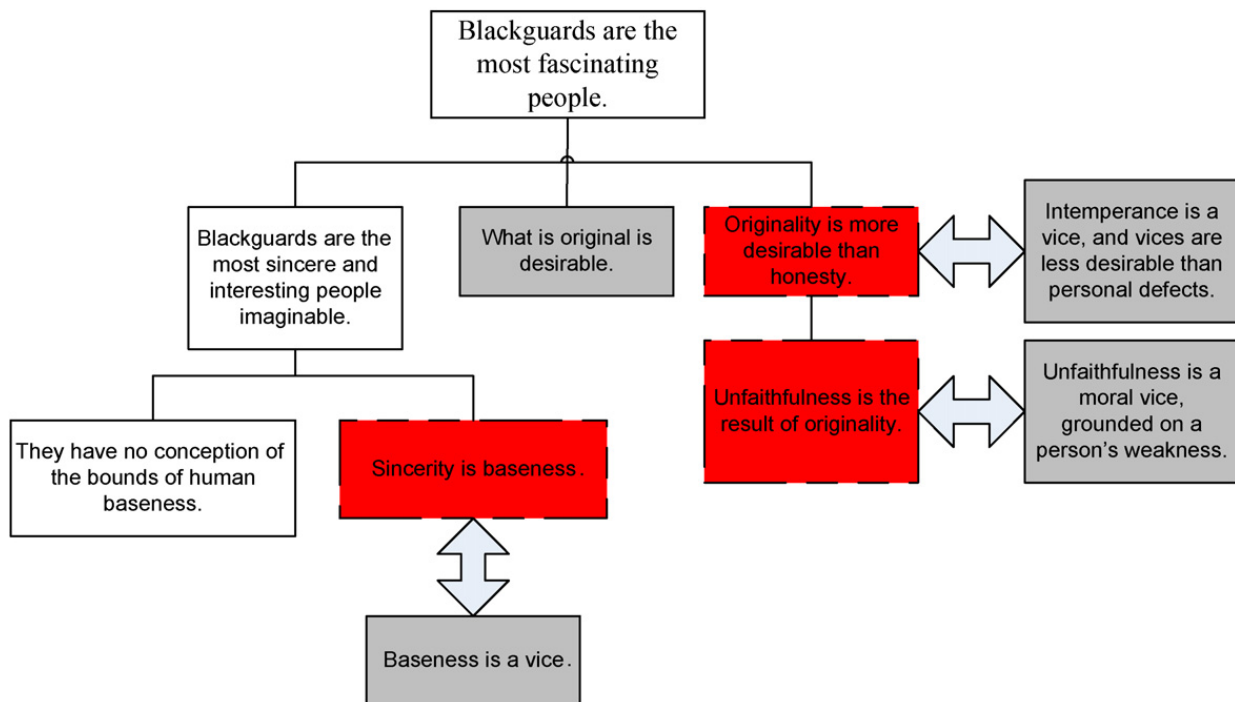 Blackguards are the
most fascinating
people.
Blackguards are the
most sincere and
interesting people
imaginable.
What is original is
desirable.
Originality is more
desirable than
honesty.
Intemperance is a
vice, and vices are
less desirable than
personal defects.
They have no conception of
the bounds of human
baseness.
Sincerity is baseness.
Unfaithfulness is the
result of originality.
Unfaithfulness is a
moral vice,
grounded on a
person's weakness.
Baseness is a vice.